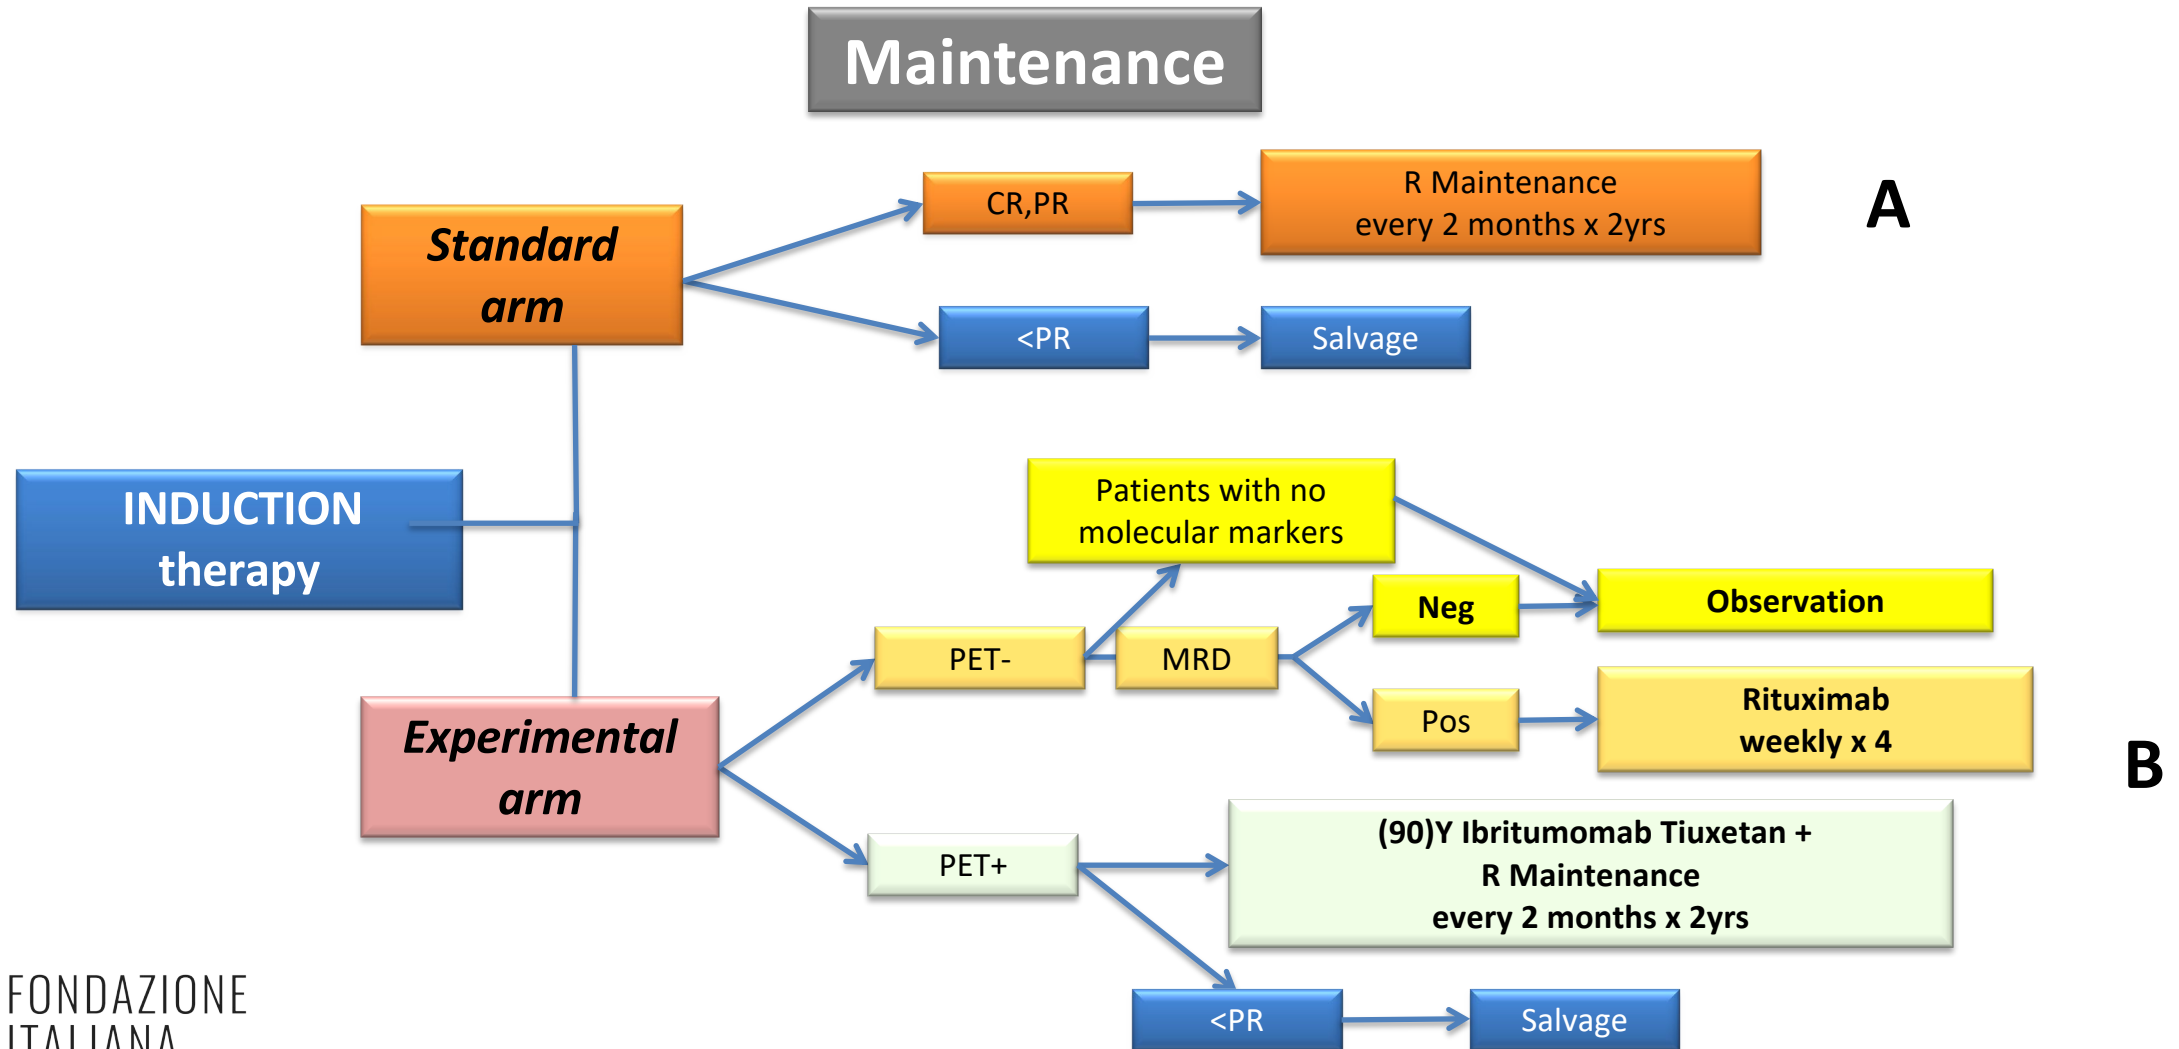 Maintenance
Standard
arm
CR,PR
R Maintenance
every 2 months x 2yrs
A
<PR
Salvage
INDUCTION
therapy
Patients with no
molecular markers
Neg
Observation
PET-
MRD
Pos
Rituximab
weekly x 4
Experimental
arm
B
PET+
(90)Y Ibritumomab Tiuxetan +
R Maintenance
every 2 months x 2yrs
<PR
Salvage
FONDAZIONE
ITALIANA